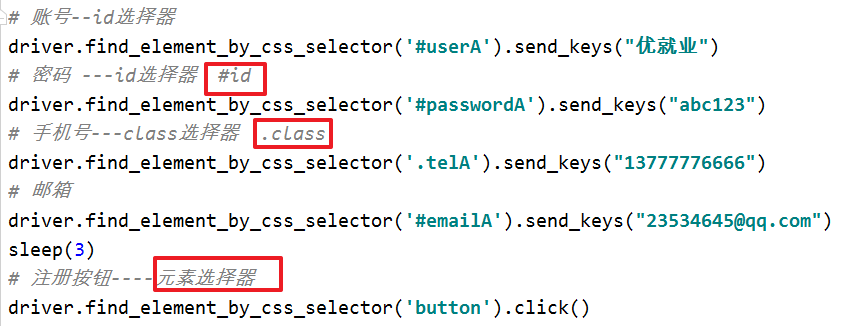 # 账号--id选择器
driver.find_element_by_css_selector('#userA').send_keys("优就业")
# 密码 ---id选择器 #id
driver.find_element_by_css_selector('#passwordA').send_keys("abc123")
# 手机号---class选择器 .class
driver.find_element_by_css_selector('.telA').send_keys("13777776666")
# 邮箱
driver.find_element_by_css_selector('#emailA').send_keys("23534645@qq.com")
sleep(3)
# 注册按钮----元素选择器
driver.find_element_by_css_selector('button').click()